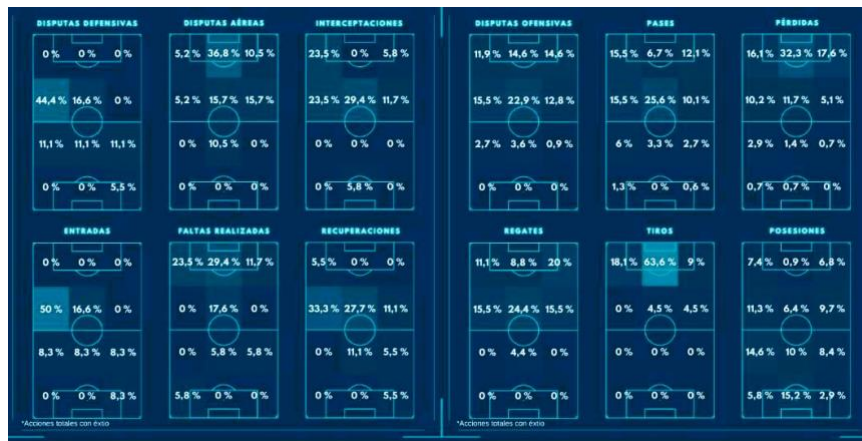 DISPUTAS DEFENSIVAS DISPUTAS AÉREAS INTERCEPTACIONES DISPUTAS OFENSIVAS PASES PÉRDIDAS
0 % 0 % 0 % 5,2 % 36,8 % 10,5 % 23,5 % 0 % 5,8 % 11,9 % 14,6 % 14,6 % 15,5 % 6,7 % 12,1 % 16,1 % 32,3 % 17,6 %
44,4 % 16,6 % 0 % 5,2 % 15,7 % 15,7 % 23,5 % 29,4 % 11,7 % 15,5 % 22,9 % 12,8 % 15,5 % 25,6 % 10,1 % 10,2 % 11,7 % 5,1 %
11,1 % 11,1 % 11,1 % 0 % 10,5 % 0 % 0 % 0 % 0 % 2,7 % 3,6 % 0,9 % 6 % 3,3 % 2,7 % 2,9 % 1,4 % 0,7 %
0 % 0 % 5,5 % 0 % 0 % 0 % 0 % 5,8 % 0 % 0 % 0 % 0 % 1,3 % 0 % 0,6 % 0,7 % 0,7 % 0 %
ENTRADAS FALTAS REALIZADAS RECUPERACIONES REGATES TIROS POSESIONES
0 % 0 % 0 % 23,5 % 29,4 % 11,7 % 5,5 % 0 % 0 % 11,1 % 8,8 % 20 % 18,1 % 63,6 % 9 % 7,4 % 0,9 % 6,8 %
50 % 16,6 % 0 % 0 % 17,6 % 0 % 33,3 % 27,7 % 11,1 % 15,5 % 24,4 % 15,5 % 0 % 4,5 % 4,5 % 11,3 % 6,4 % 9,7 %
8,3 % 8,3 % 8,3 % 0 % 5,8 % 5,8 % 0 % 11,1 % 5,5 % 0 % 4,4 % 0 % 0 % 0 % 0 % 14,6 % 10 % 8,4 %
0 % 0 % 8,3 % 5,8 % 0 % 0 % 0 % 0 % 5,5 % 0 % 0 % 0 % 0 % 0 % 0 % 5,8 % 15,2 % 2,9 %
*Acciones totales con éxtio *Acciones totales con éxtio